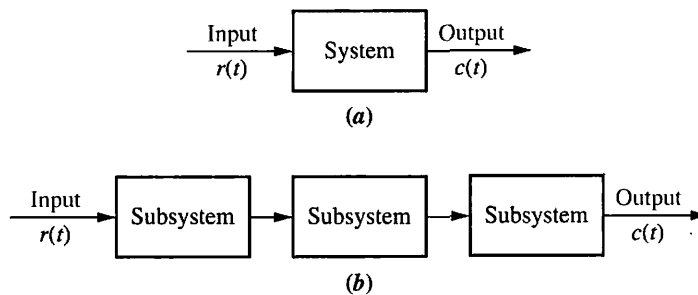 Input
r(t)
System
Output
c(t)
(a)
Input
r(t)
Subsystem
Subsystem
Subsystem
Output
c(t)
(b)